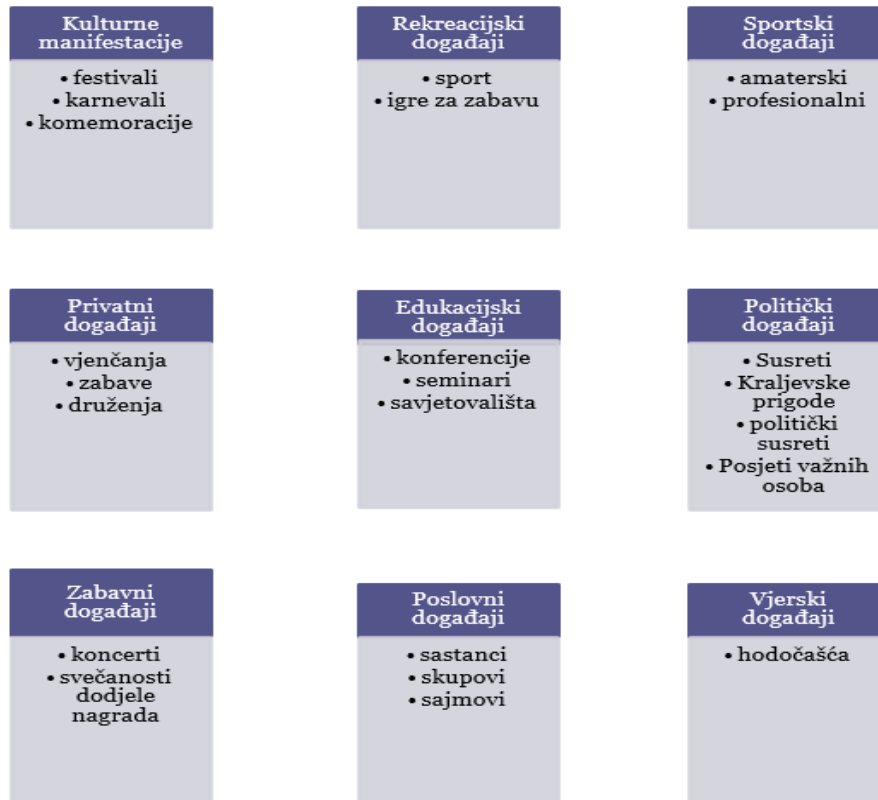 Kulturne
manifestacije
• festivali
• karnevali
• komemoracije
Rekreacijski
događaji
• sport
• igre za zabavu
Sportski
događaji
• amaterski
• profesionalni
Privatni
događaji
• vjenčanja
• zabave
• druženja
Edukacijski
događaji
• konferencije
• seminari
• savjetovališta
Politički
događaji
• Susreti
• Kraljevske
prigode
• politički
susreti
• Posjeti važnih
osoba
Zabavni
događaji
• koncerti
• svečanosti
dodjele
nagrada
Poslovni
događaji
• sastanci
• skupovi
• sajmovi
Vjerski
događaji
• hodočašća